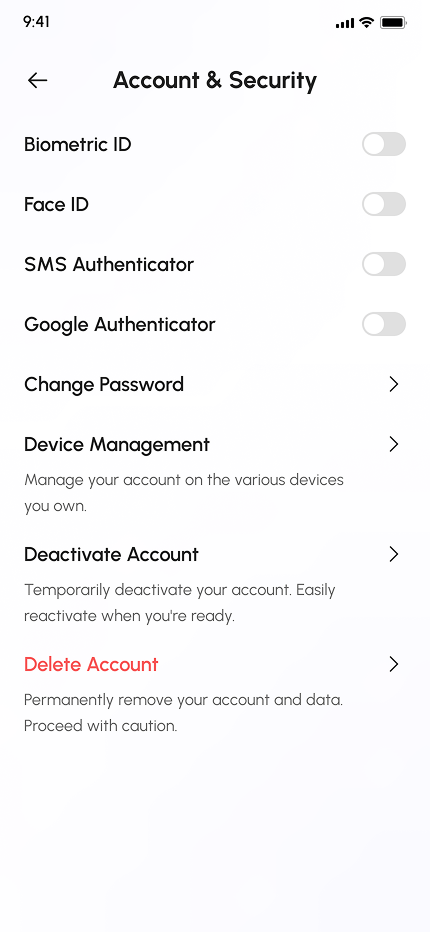 9:41
Account & Security
Biometric ID
Face ID
SMS Authenticator
Google Authenticator
Change Password
Device Management
Manage your account on the various devices
you own.
Deactivate Account
Temporarily deactivate your account. Easily
reactivate when you're ready.
Delete Account
Permanently remove your account and data.
Proceed with caution.